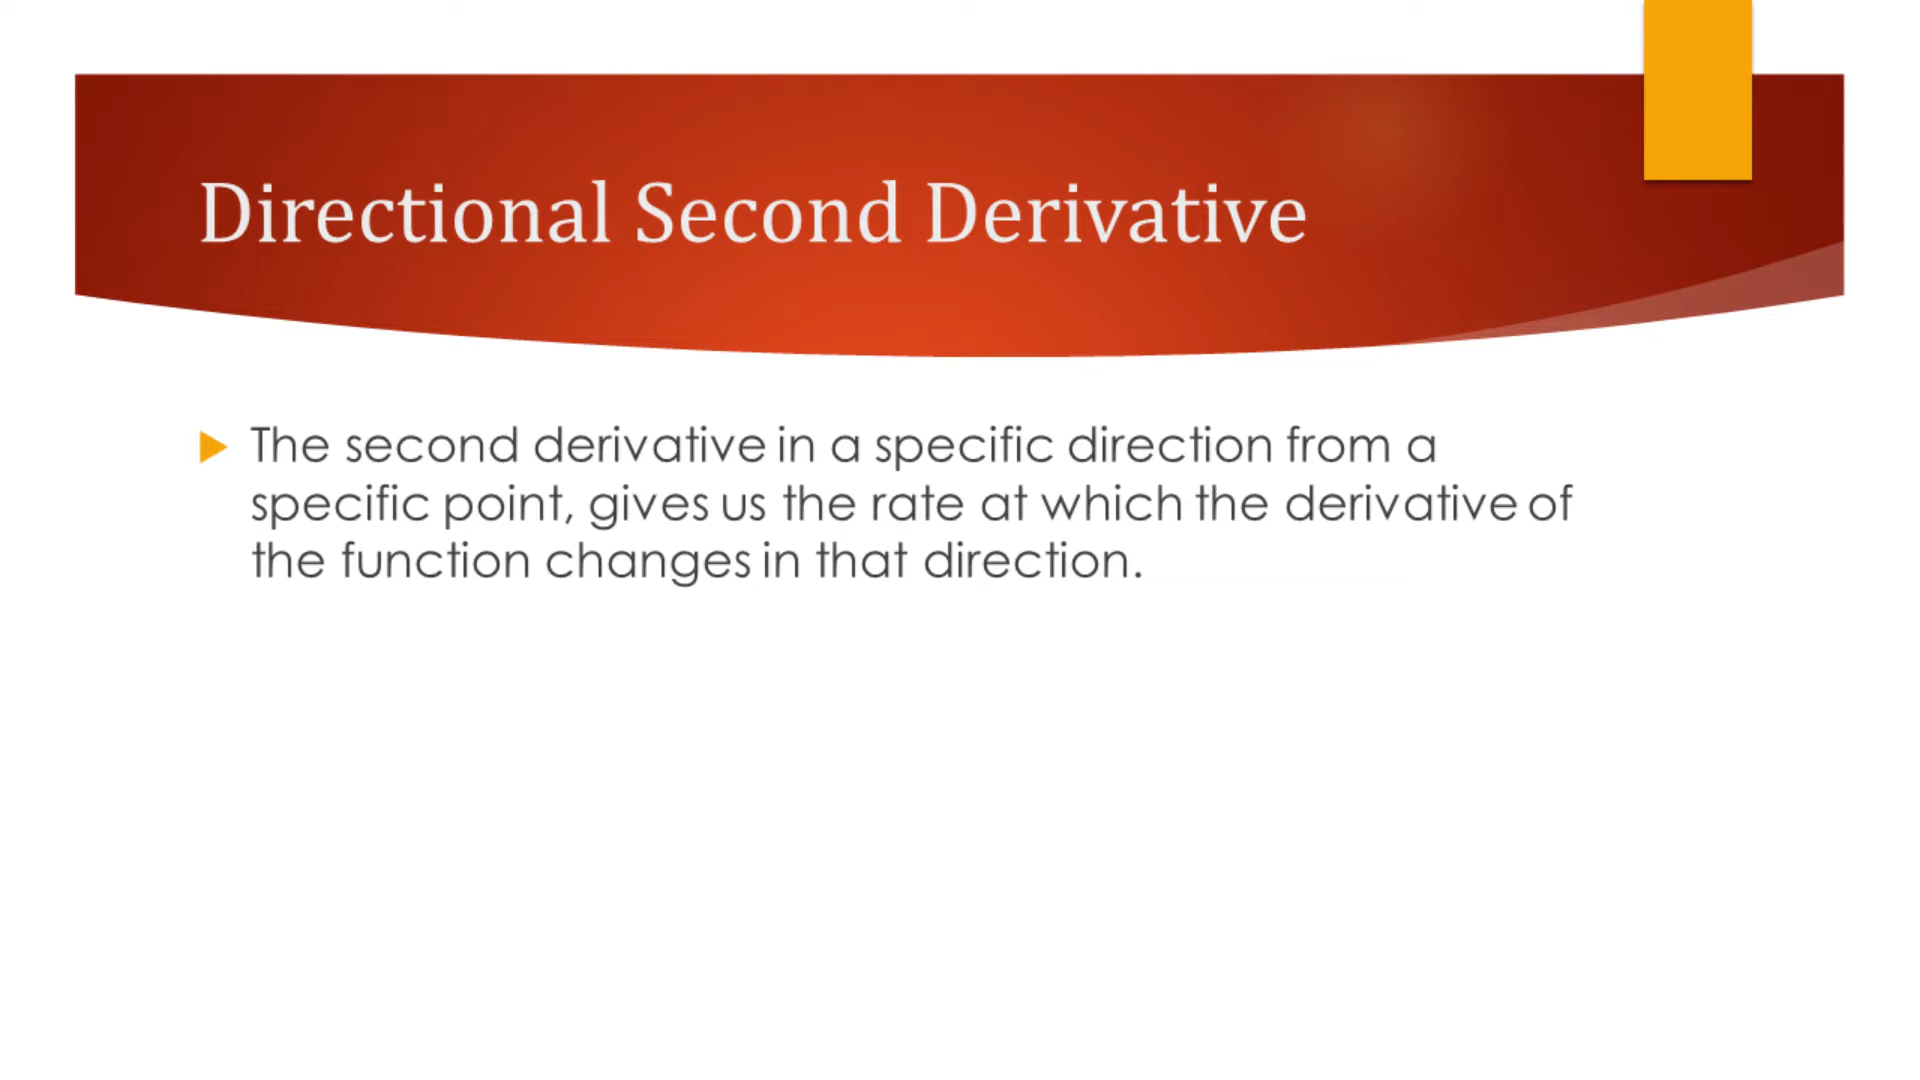 Directional Second Derivative
The second derivative in a specific direction from a
specific point, gives us the rate at which the derivative of
the function changes in that direction.